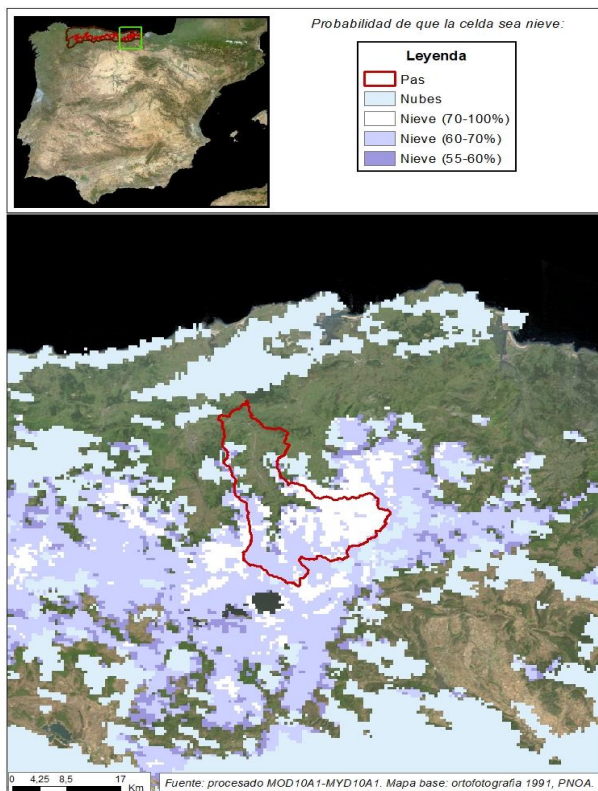 Probabilidad de que la celda sea nieve:
Leyenda
Pas
Nubes
Nieve (70-100%)
Nieve (60-70%)
Nieve (55-60%)
0 4,25 8,5 17
Km
Fuente: procesado MOD10A1-MYD10A1. Mapa base: ortofotografia 1991, PNOA.